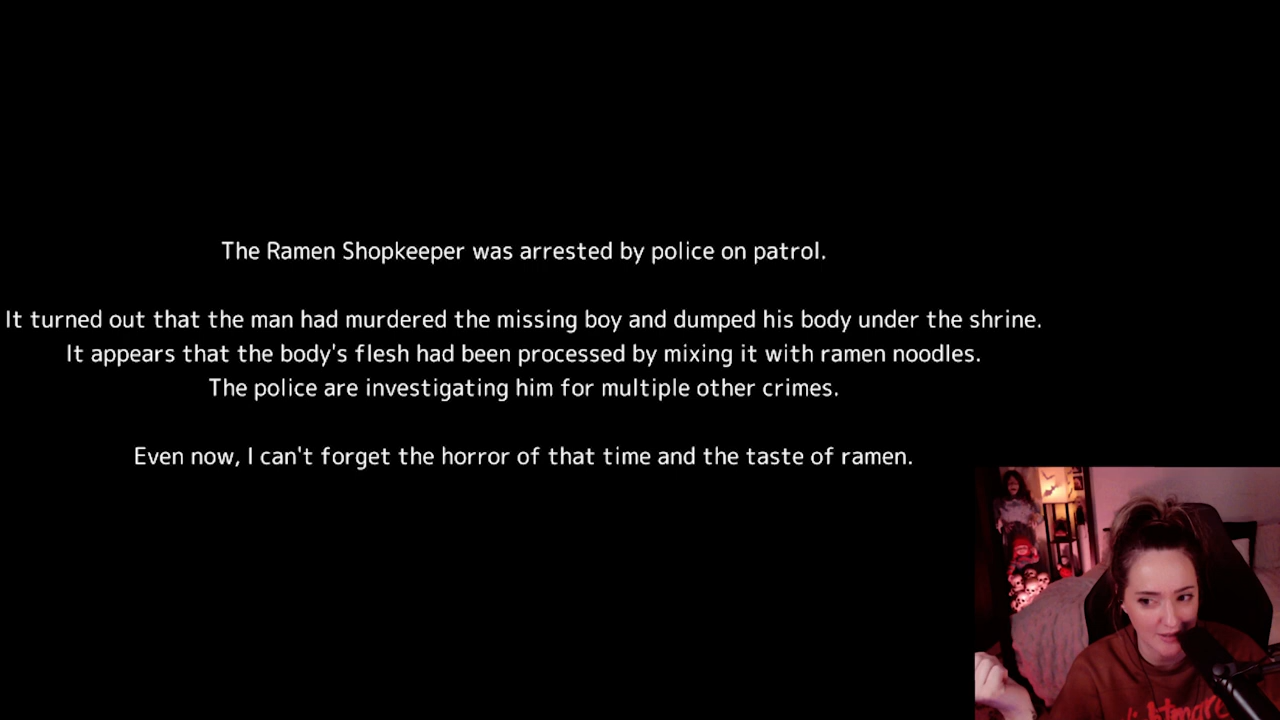 The Ramen Shopkeeper was arrested by police on patrol.
It turned out that the man had murdered the missing boy and dumped his body under the shrine.
It appears that the body's flesh had been processed by mixing it with ramen noodles.
The police are investigating him for multiple other crimes.
Even now, I can't forget the horror of that time and the taste of ramen.